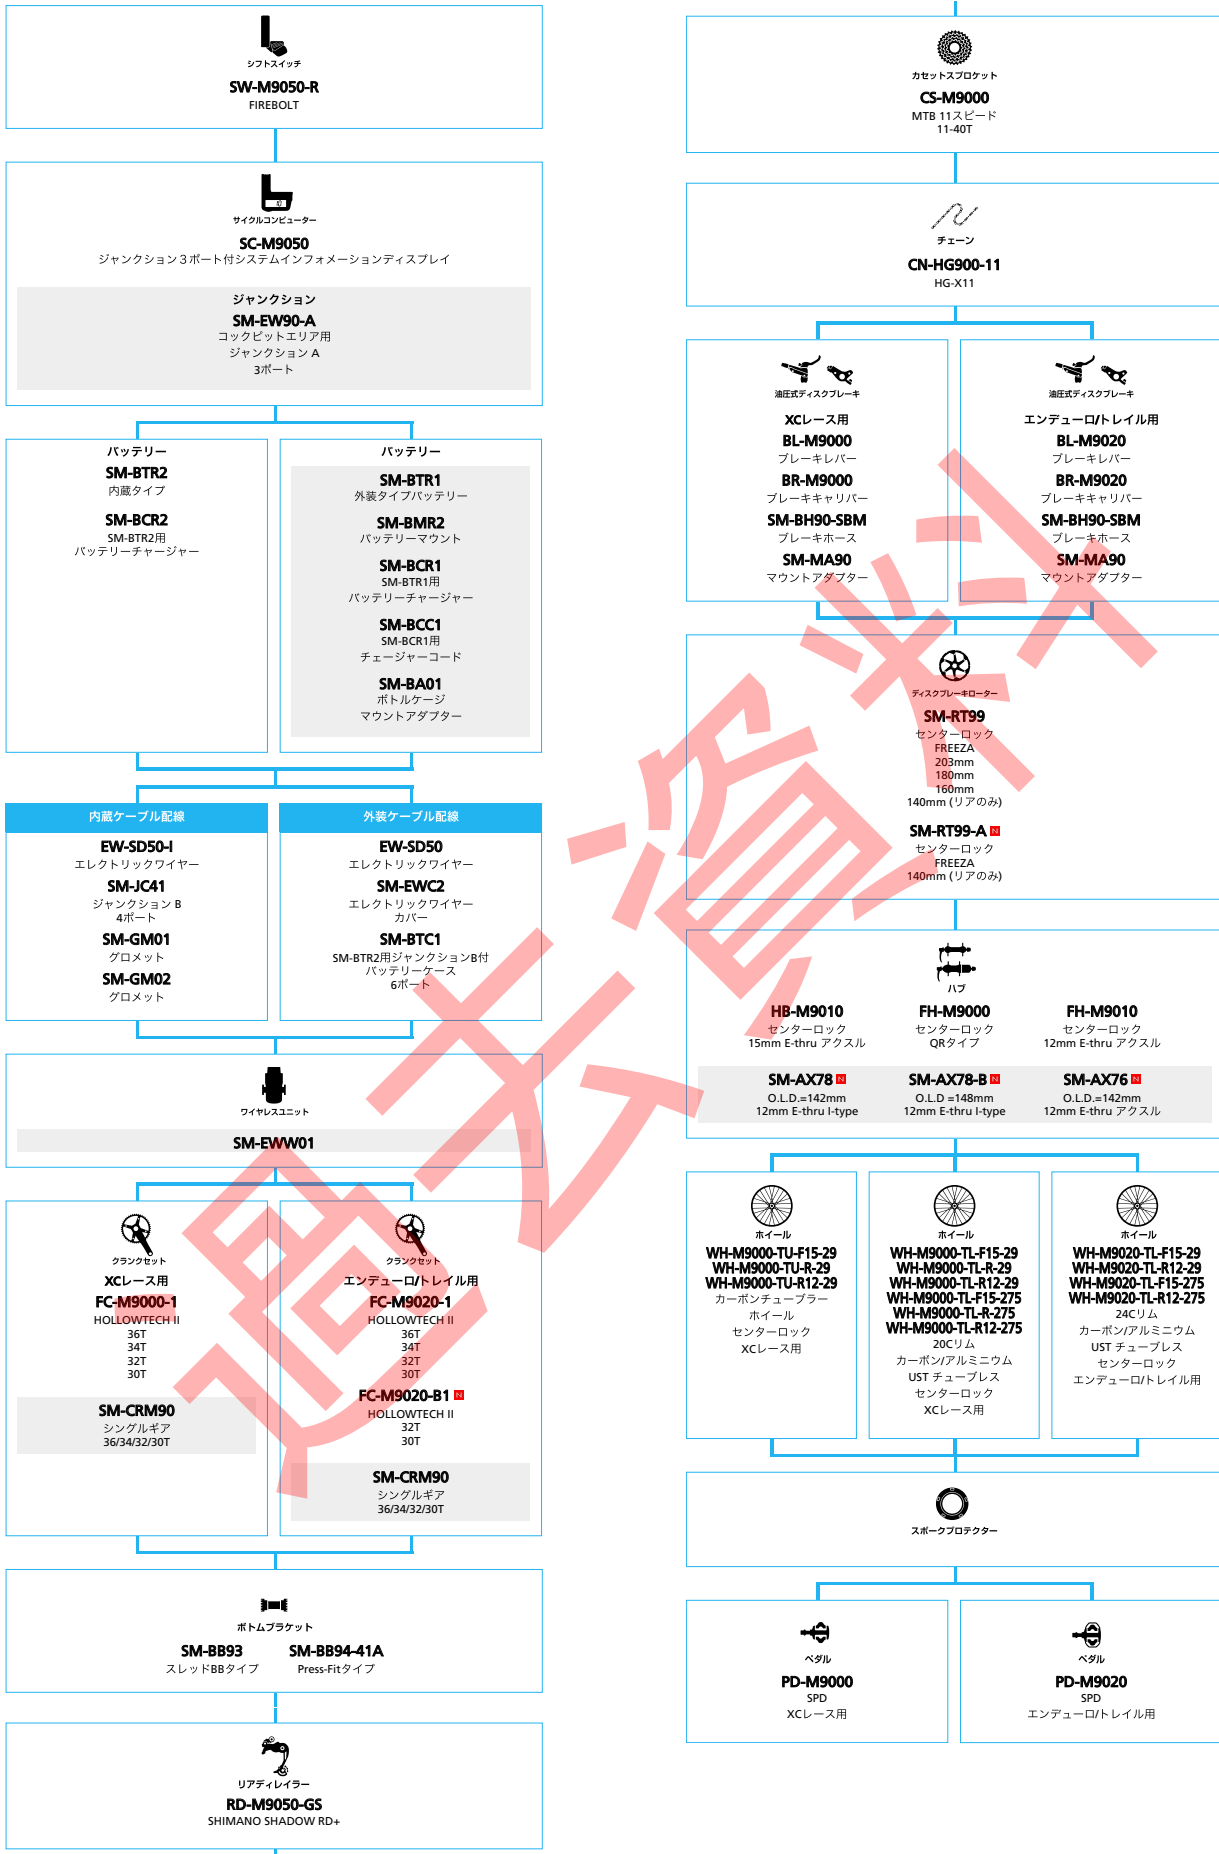 シフトスイッチ
SW-M9050-R
FIREBOLT
サイクルコンピューター
SC-M9050
ジャンクション３ポート付システムインフォメーションディスプレイ
ジャンクション
SM-EW90-A
コックピットエリア用
ジャンクション A
3ポート
バッテリー
SM-BTR2
内蔵タイプ
SM-BCR2
SM-BTR2用
バッテリーチャージャー
バッテリー
SM-BTR1
外装タイプバッテリー
SM-BMR2
バッテリーマウント
SM-BCR1
SM-BTR1用
バッテリーチャージャー
SM-BCC1
SM-BCR1用
チェージャーコード
SM-BA01
ボトルケージ
マウントアダプター
内蔵ケーブル配線
EW-SD50-I
エレクトリックワイヤー
SM-JC41
ジャンクション B
4ポート
SM-GM01
グロメット
SM-GM02
グロメット
外装ケーブル配線
EW-SD50
エレクトリックワイヤー
SM-EWC2
エレクトリックワイヤー
カバー
SM-BTC1
SM-BTR2用ジャンクションB付
バッテリーケース
6ポート
ワイヤレスユニット
SM-EWW01
クランクセット
XCレース用
FC-M9000-1
HOLLOWTECH II
36T
34T
32T
30T
SM-CRM90
シングルギア
36/34/32/30T
クランクセット
エンデューロ/トレイル用
FC-M9020-1
HOLLOWTECH II
36T
34T
32T
30T
FC-M9020-B1 N
HOLLOWTECH II
32T
30T
SM-CRM90
シングルギア
36/34/32/30T
ボトムブラケット
SM-BB93
スレッドBBタイプ
SM-BB94-41A
Press-Fitタイプ
リアディレイラー
RD-M9050-GS
SHIMANO SHADOW RD+
カセットスプロケット
CS-M9000
MTB 11スピード
11-40T
チェーン
CN-HG900-11
HG-X11
油圧式ディスクブレーキ
XCレース用
BL-M9000
ブレーキレバー
BR-M9000
ブレーキキャリパー
SM-BH90-SBM
ブレーキホース
SM-MA90
マウントアダプター
油圧式ディスクブレーキ
エンデューロ/トレイル用
BL-M9020
ブレーキレバー
BR-M9020
ブレーキキャリパー
SM-BH90-SBM
ブレーキホース
SM-MA90
マウントアダプター
ディスクブレーキローター
SM-RT99
センターロック
FREEZA
203mm
180mm
160mm
140mm (リアのみ)
SM-RT99-A N
センターロック
FREEZA
140mm (リアのみ)
ハブ
HB-M9010
センターロック
15mm E-thru アクスル
FH-M9000
センターロック
QRタイプ
FH-M9010
センターロック
12mm E-thru アクスル
SM-AX78 N
O.L.D.=142mm
12mm E-thru I-type
SM-AX78-B N
O.L.D =148mm
12mm E-thru I-type
SM-AX76 N
O.L.D.=142mm
12mm E-thru アクスル
ホイール
WH-M9000-TU-F15-29
WH-M9000-TU-R-29
WH-M9000-TU-R12-29
カーボンチューブラー
ホイール
センターロック
XCレース用
ホイール
WH-M9000-TL-F15-29
WH-M9000-TL-R-29
WH-M9000-TL-R12-29
WH-M9000-TL-F15-275
WH-M9000-TL-R-275
WH-M9000-TL-R12-275
20Cリム
カーボン/アルミニウム
UST チューブレス
センターロック
XCレース用
ホイール
WH-M9020-TL-F15-29
WH-M9020-TL-R12-29
WH-M9020-TL-F15-275
WH-M9020-TL-R12-275
24Cリム
カーボン/アルミニウム
UST チューブレス
センターロック
エンデューロ/トレイル用
スポークプロテクター
ペダル
PD-M9000
SPD
XCレース用
ペダル
PD-M9020
SPD
エンデューロ/トレイル用
過去資料